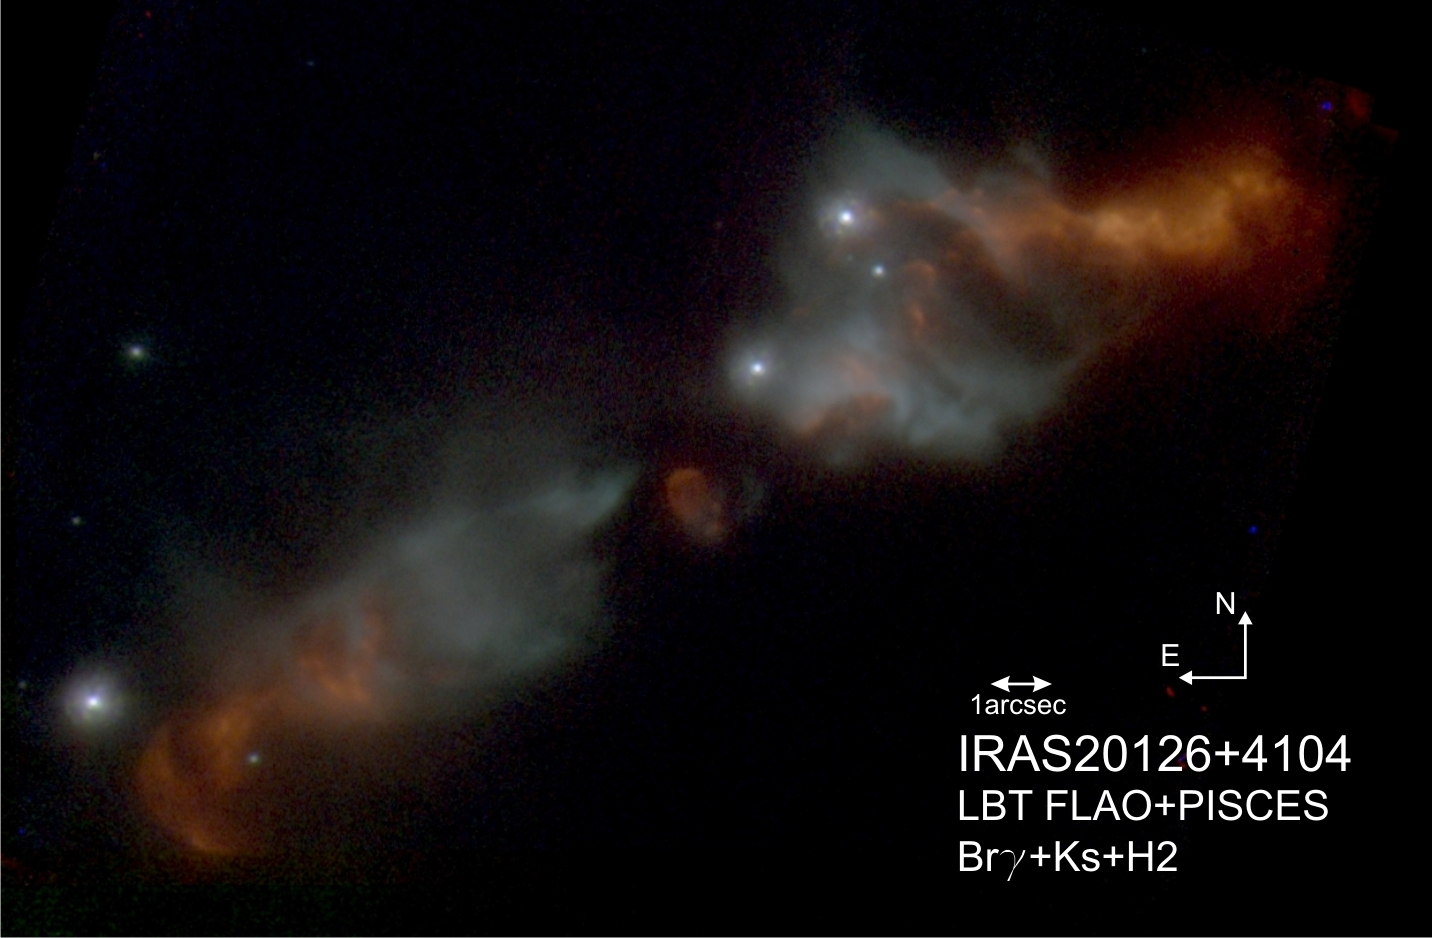 N
E
1arcsec
IRAS20126+4104
LBT FLAO+PISCES
Brγ+Ks+H2